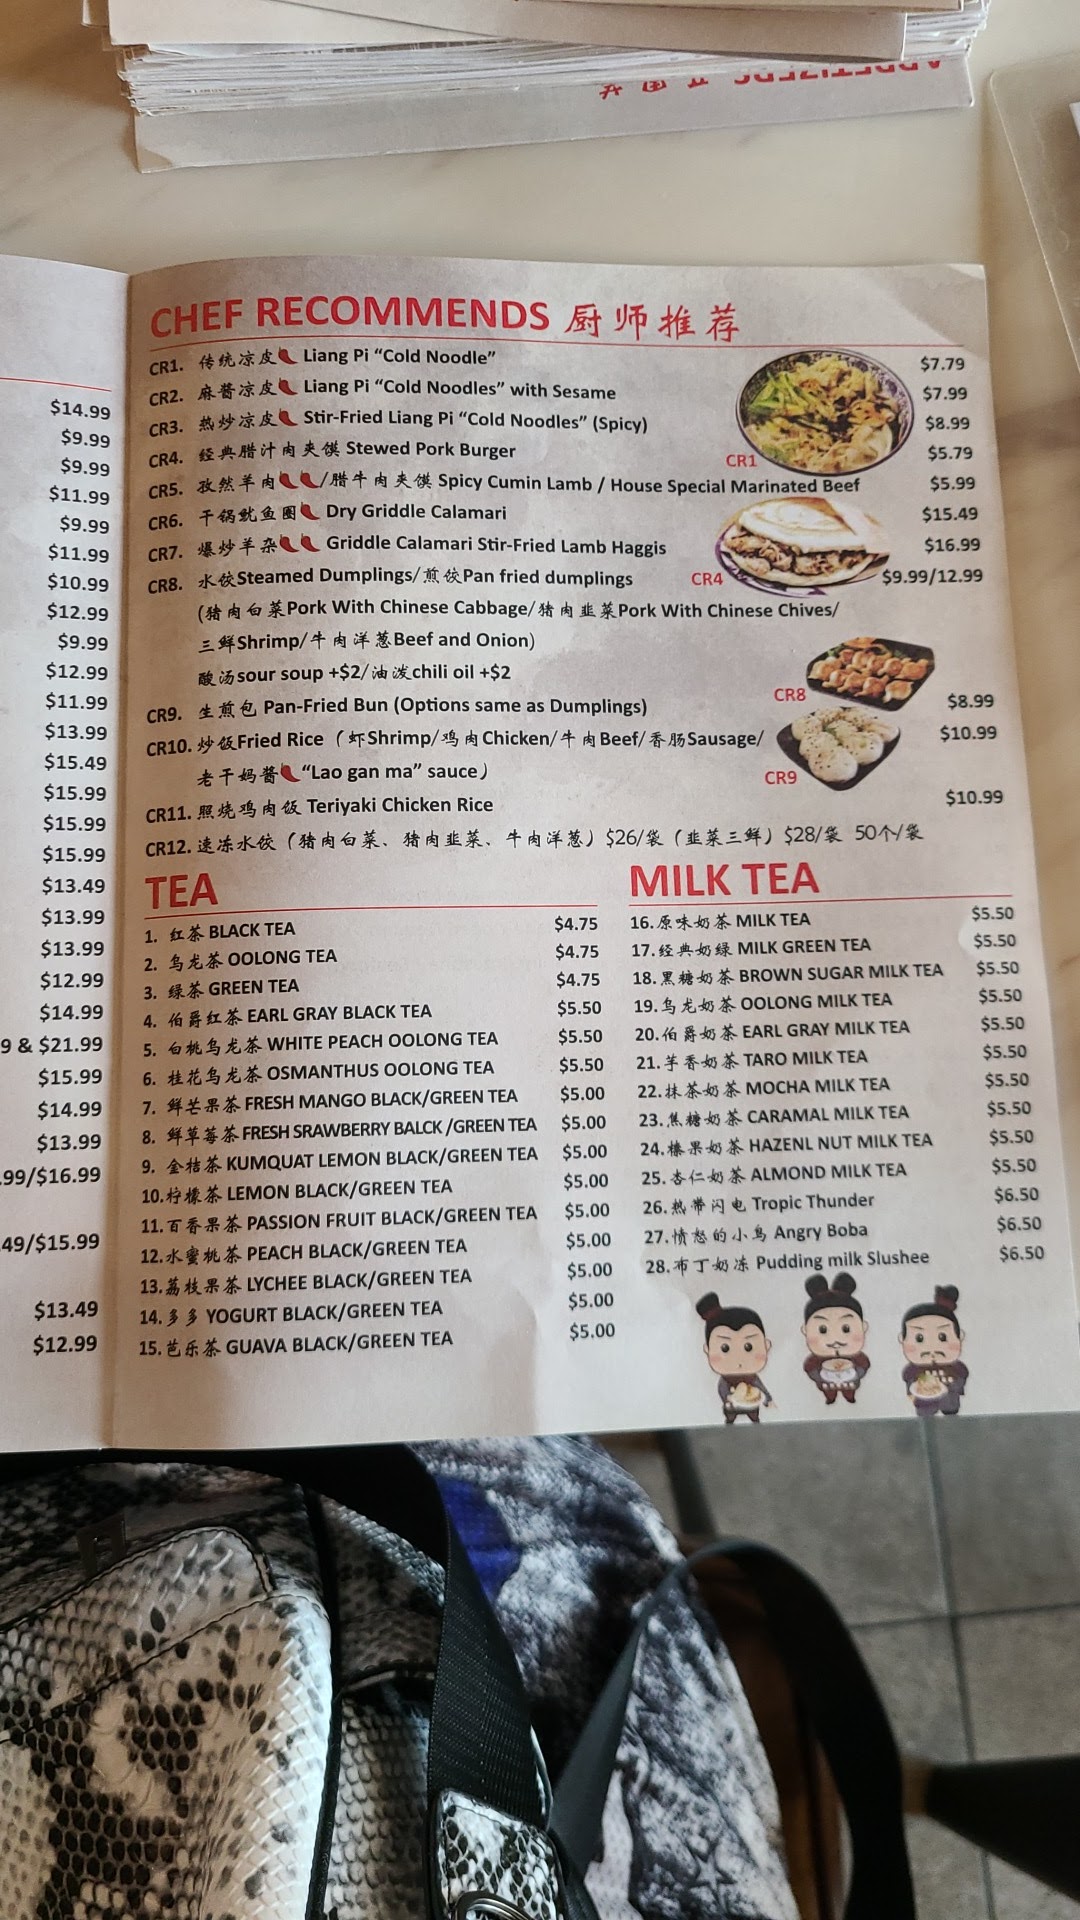 APPETIZERS 开胃
$14.99
$9.99
$9.99
$11.99
$9.99
$11.99
$10.99
$12.99
$9.99
$12.99
$11.99
$13.99
$15.49
$15.99
$15.99
$15.99
$13.49
$13.99
$13.99
$12.99
$14.99
9 & $21.99
$15.99
$14.99
$13.99
.99/$16.99
49/$15.99
$13.49
$12.99
CHEF RECOMMENDS 厨师推荐
CR1. 传统凉皮 Liang Pi “Cold Noodle” $7.79
CR2. 麻酱凉皮 Liang Pi “Cold Noodles” with Sesame $7.99
CR3. 热炒凉皮 Stir-Fried Liang Pi “Cold Noodles” (Spicy) $8.99
CR4. 经典腊汁肉夹馍 Stewed Pork Burger $5.79
CR1
CR5. 孜然羊肉/腊牛肉夹馍 Spicy Cumin Lamb / House Special Marinated Beef $5.99
CR6. 干锅鱿鱼圈 Dry Griddle Calamari $15.49
CR7. 爆炒羊杂 Griddle Calamari Stir-Fried Lamb Haggis $16.99
CR8. 水饺Steamed Dumplings/煎饺Pan fried dumplings $9.99/12.99
CR4
(猪肉白菜Pork With Chinese Cabbage/猪肉韭菜Pork With Chinese Chives/
三鲜Shrimp/牛肉洋葱Beef and Onion)
酸汤sour soup +$2/油泼chili oil +$2
CR8
CR9. 生煎包 Pan-Fried Bun (Options same as Dumplings) $8.99
CR10. 炒饭Fried Rice（虾Shrimp/鸡肉Chicken/牛肉Beef/香肠Sausage/ $10.99
老干妈酱“Lao gan ma” sauce）
CR9
CR11. 照烧鸡肉饭 Teriyaki Chicken Rice $10.99
CR12. 速冻水饺（猪肉白菜、猪肉韭菜、牛肉洋葱）$26/袋（韭菜三鲜）$28/袋 50个/袋
TEA
1. 红茶 BLACK TEA $4.75
2. 乌龙茶 OOLONG TEA $4.75
3. 绿茶 GREEN TEA $4.75
4. 伯爵红茶 EARL GRAY BLACK TEA $5.50
5. 白桃乌龙茶 WHITE PEACH OOLONG TEA $5.50
6. 桂花乌龙茶 OSMANTHUS OOLONG TEA $5.50
7. 鲜芒果茶 FRESH MANGO BLACK/GREEN TEA $5.00
8. 鲜草莓茶 FRESH SRAWBERRY BALCK /GREEN TEA $5.00
9. 金桔茶 KUMQUAT LEMON BLACK/GREEN TEA $5.00
10. 柠檬茶 LEMON BLACK/GREEN TEA $5.00
11. 百香果茶 PASSION FRUIT BLACK/GREEN TEA $5.00
12. 水蜜桃茶 PEACH BLACK/GREEN TEA $5.00
13. 荔枝果茶 LYCHEE BLACK/GREEN TEA $5.00
14. 多多 YOGURT BLACK/GREEN TEA $5.00
15. 芭乐茶 GUAVA BLACK/GREEN TEA $5.00
MILK TEA
16. 原味奶茶 MILK TEA $5.50
17. 经典奶绿 MILK GREEN TEA $5.50
18. 黑糖奶茶 BROWN SUGAR MILK TEA $5.50
19. 乌龙奶茶 OOLONG MILK TEA $5.50
20. 伯爵奶茶 EARL GRAY MILK TEA $5.50
21. 芋香奶茶 TARO MILK TEA $5.50
22. 抹茶奶茶 MOCHA MILK TEA $5.50
23. 焦糖奶茶 CARAMAL MILK TEA $5.50
24. 榛果奶茶 HAZENL NUT MILK TEA $5.50
25. 杏仁奶茶 ALMOND MILK TEA $5.50
26. 热带闪电 Tropic Thunder $6.50
27. 愤怒的小鸟 Angry Boba $6.50
28. 布丁奶冻 Pudding milk Slushee $6.50